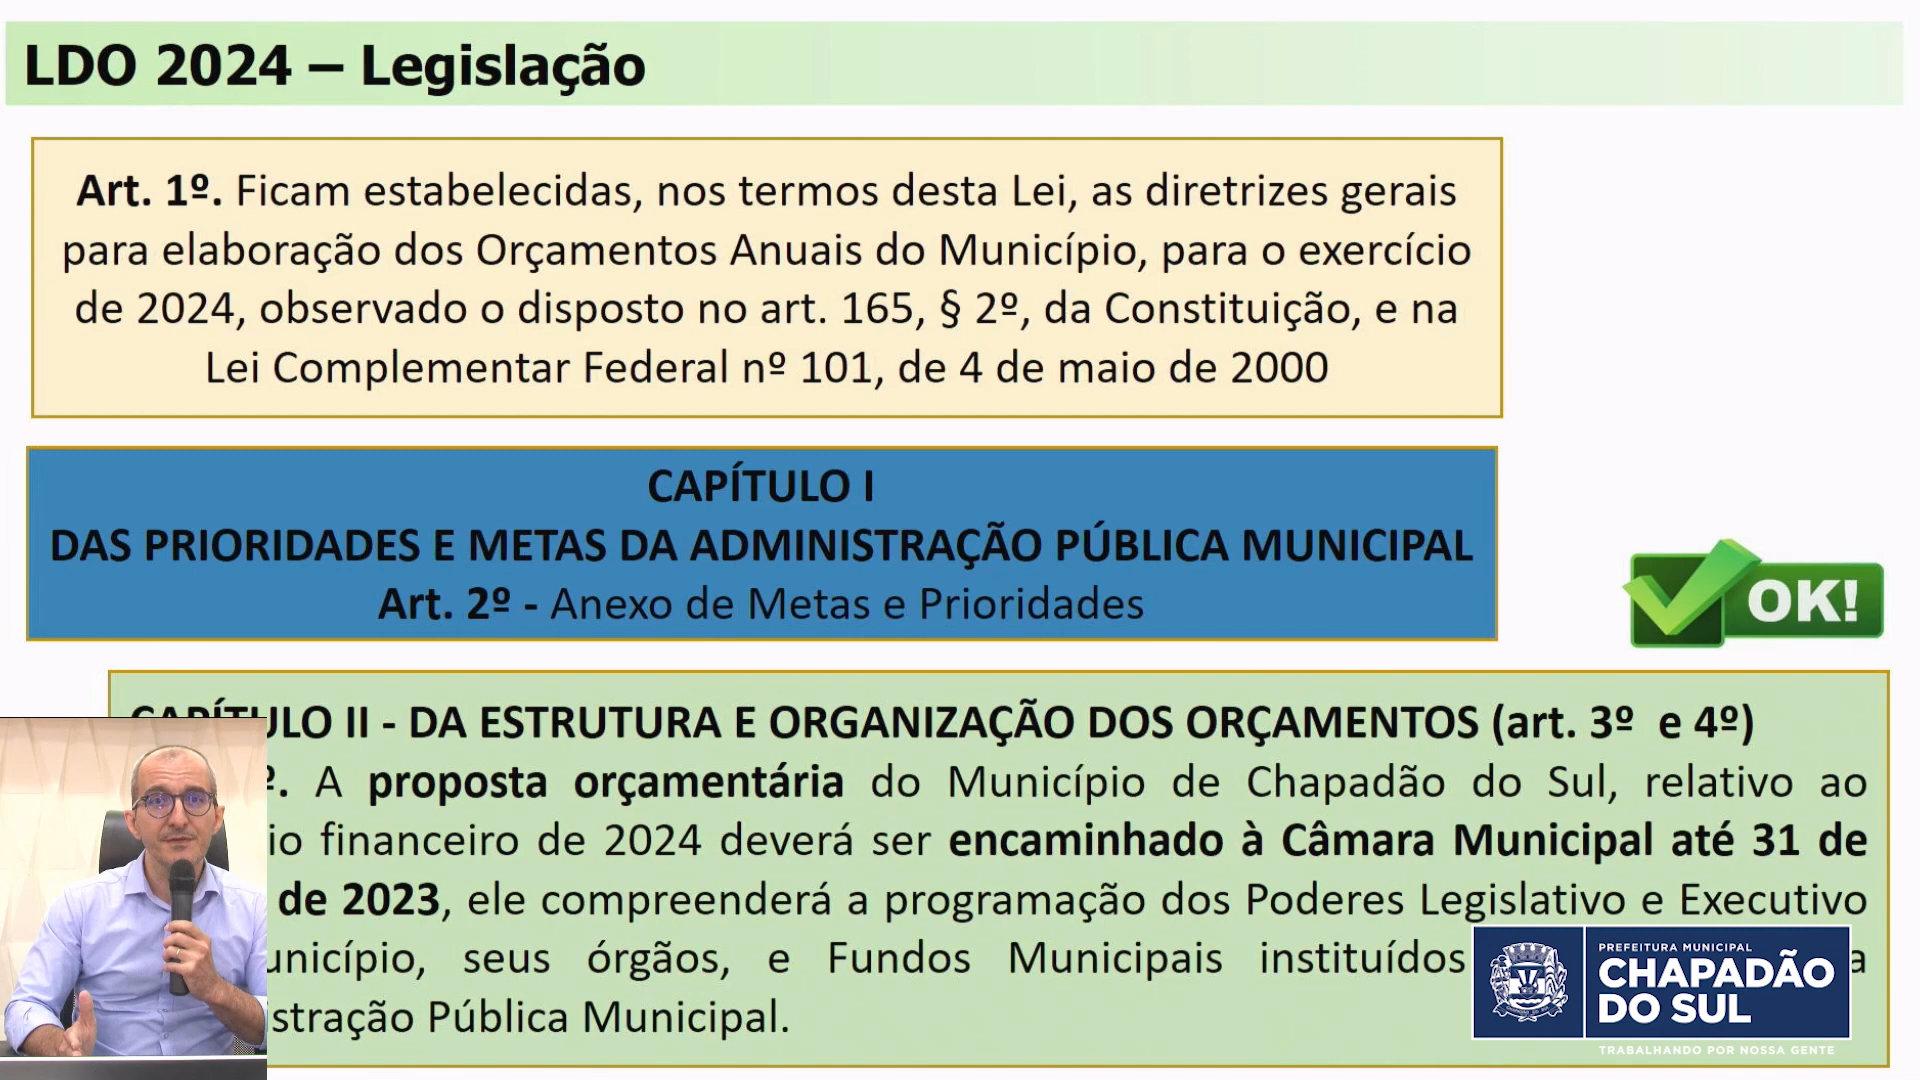 LDO 2024 – Legislação
Art. 1º. Ficam estabelecidas, nos termos desta Lei, as diretrizes gerais
para elaboração dos Orçamentos Anuais do Município, para o exercício
de 2024, observado o disposto no art. 165, § 2º, da Constituição, e na
Lei Complementar Federal nº 101, de 4 de maio de 2000
CAPÍTULO I
DAS PRIORIDADES E METAS DA ADMINISTRAÇÃO PÚBLICA MUNICIPAL
Art. 2º - Anexo de Metas e Prioridades
OK!
CAPÍTULO II - DA ESTRUTURA E ORGANIZAÇÃO DOS ORÇAMENTOS (art. 3º e 4º)
º. A proposta orçamentária do Município de Chapadão do Sul, relativo ao
io financeiro de 2024 deverá ser encaminhado à Câmara Municipal até 31 de
de 2023, ele compreenderá a programação dos Poderes Legislativo e Executivo
unicípio, seus órgãos, e Fundos Municipais instituídos a
stração Pública Municipal.
PREFEITURA MUNICIPAL
CHAPADÃO
DO SUL
TRABALHANDO POR NOSSA GENTE